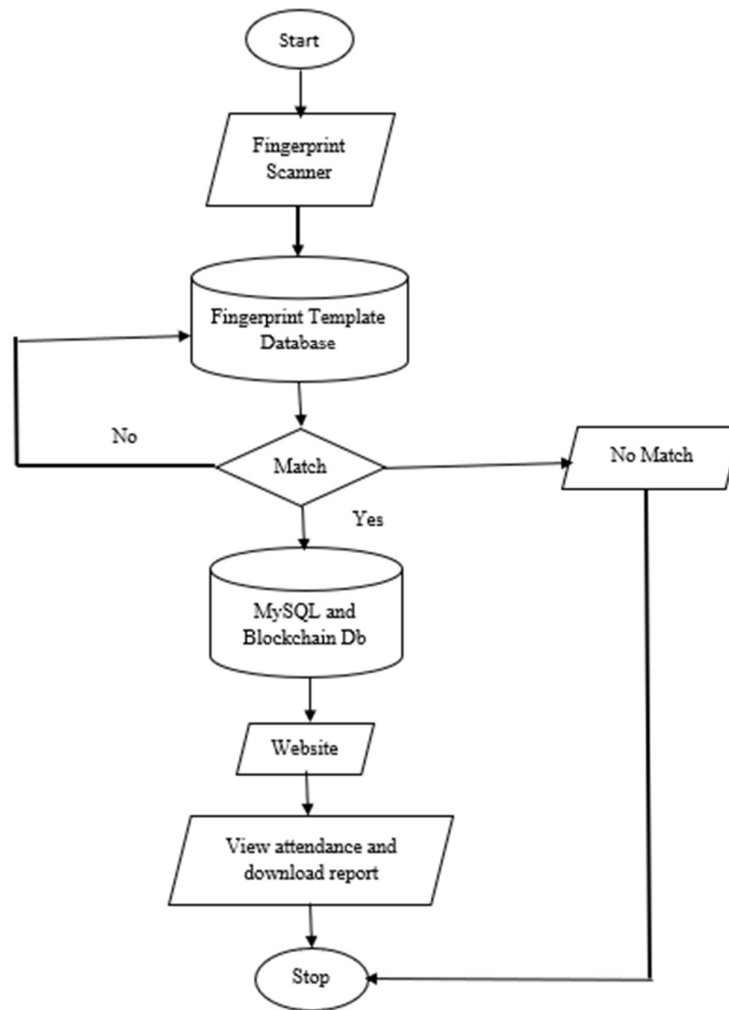 Start
Fingerprint
Scanner
Fingerprint Template
Database
No
Match
No Match
Yes
MySQL and
Blockchain Db
Website
View attendance and
download report
Stop